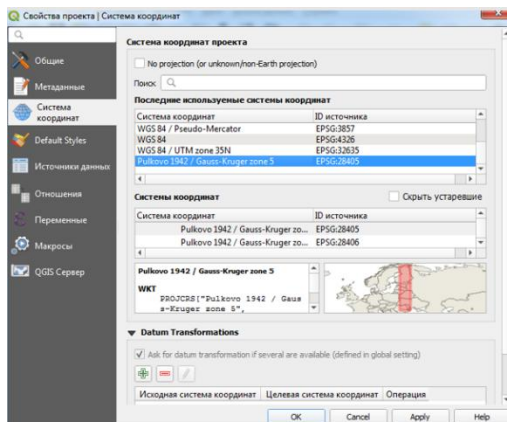 Свойства проекта | Система координат
Общие
Метаданные
Система
координат
Default Styles
Источники данных
Отношения
Переменные
Макросы
QGIS Сервер
Система координат проекта
No projection (or unknown/non-Earth projection)
Поиск
Последние используемые системы координат
Система координат ID источника
WGS 84 / Pseudo-Mercator EPSG:3857
WGS 84 EPSG:4326
WGS 84 / UTM zone 35N EPSG:32635
Pulkovo 1942 / Gauss-Kruger zone 5 EPSG:28405
Системы координат Скрыть устаревшие
Система координат ID источника
Pulkovo 1942 / Gauss-Kruger zo... EPSG:28405
Pulkovo 1942 / Gauss-Kruger zo... EPSG:28406
Pulkovo 1942 / Gauss-Kruger zone 5
WKT
PROJCRS["Pulkovo 1942 / Gaus
s-Kruger zone 5",
Datum Transformations
Ask for datum transformation if several are available (defined in global setting)
Исходная система координат Целевая система координат Операция
OK Cancel Apply Help